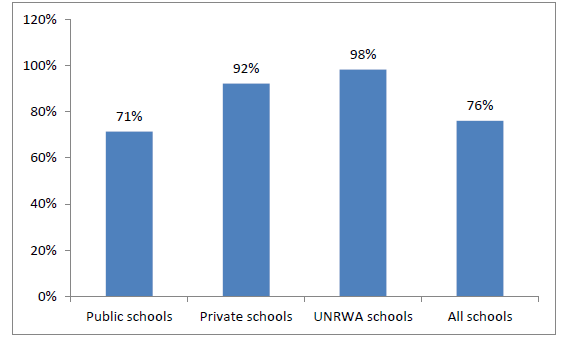 120%
100%
80%
60%
40%
20%
0%
71%
92%
98%
76%
Public schools
Private schools
UNRWA schools
All schools